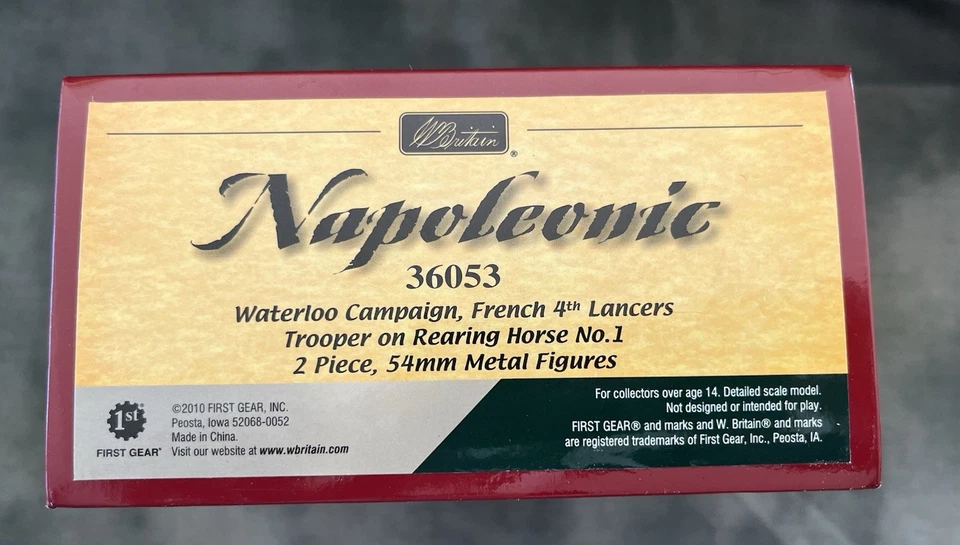 W Britain®
Napoleonic
36053
Waterloo Campaign, French 4th Lancers
Trooper on Rearing Horse No.1
2 Piece, 54mm Metal Figures
1st
FIRST GEAR®
©2010 FIRST GEAR, INC.
Peosta, Iowa 52068-0052
Made in China.
Visit our website at www.wbritain.com
For collectors over age 14. Detailed scale model.
Not designed or intended for play.
FIRST GEAR® and marks and W. Britain® and marks
are registered trademarks of First Gear, Inc., Peosta, IA.